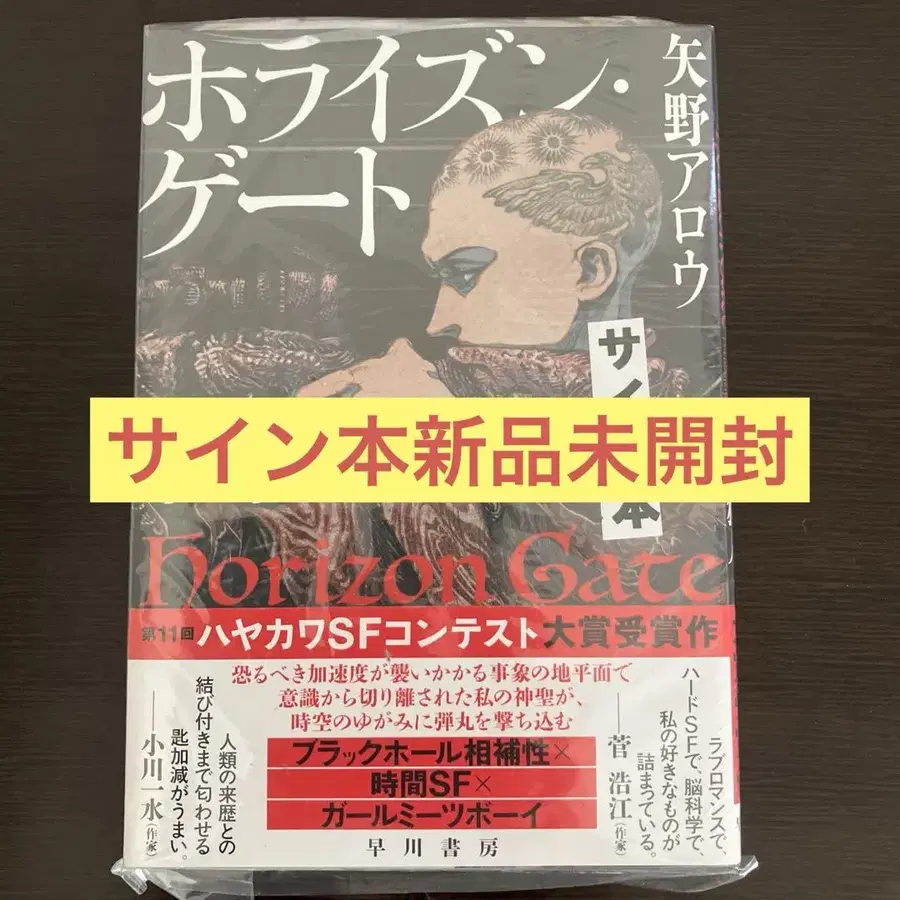 ホライズン・
ゲート
矢野アロウ
サイン本新品未開封
Horizon Gate
第11回ハヤカワSFコンテスト大賞受賞作
恐るべき加速度が襲いかかる事象の地平面で
意識から切り離された私の神聖が、
時空のゆがみに弾丸を撃ち込む
ブラックホール相補性×
時間SF×
ガールミーツボーイ
早川書房
ラブロマンスで、
ハードSFで、脳科学で、
私の好きなものが
詰まっている。
──菅 浩江(作家)
人類の来歴との
結び付きまで匂わせる
匙加減がうまい。
──小川一水(作家)